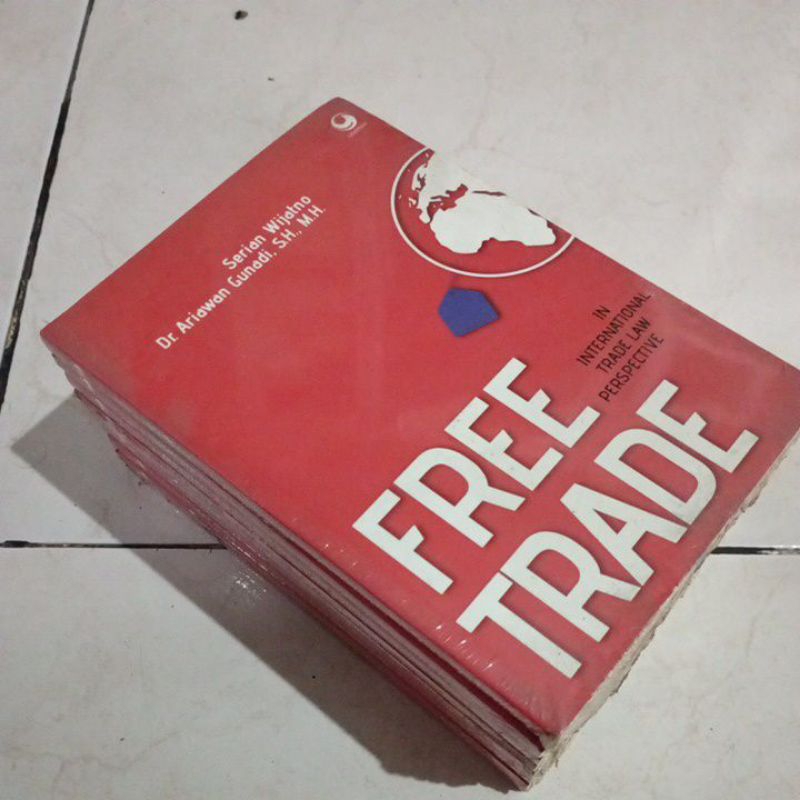 Serian Wijatno
Dr. Ariawan Gunadi, S.H., M.H.
IN
INTERNATIONAL
TRADE LAW
PERSPECTIVE
FREE
TRADE